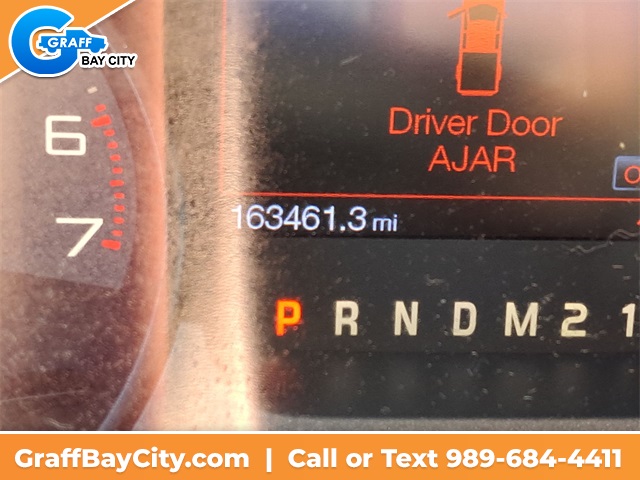 GRAFF
BAY CITY
6
7
Driver Door
AJAR
163461.3 mi
P R N D M 2 1
GraffBayCity.com | Call or Text 989-684-4411